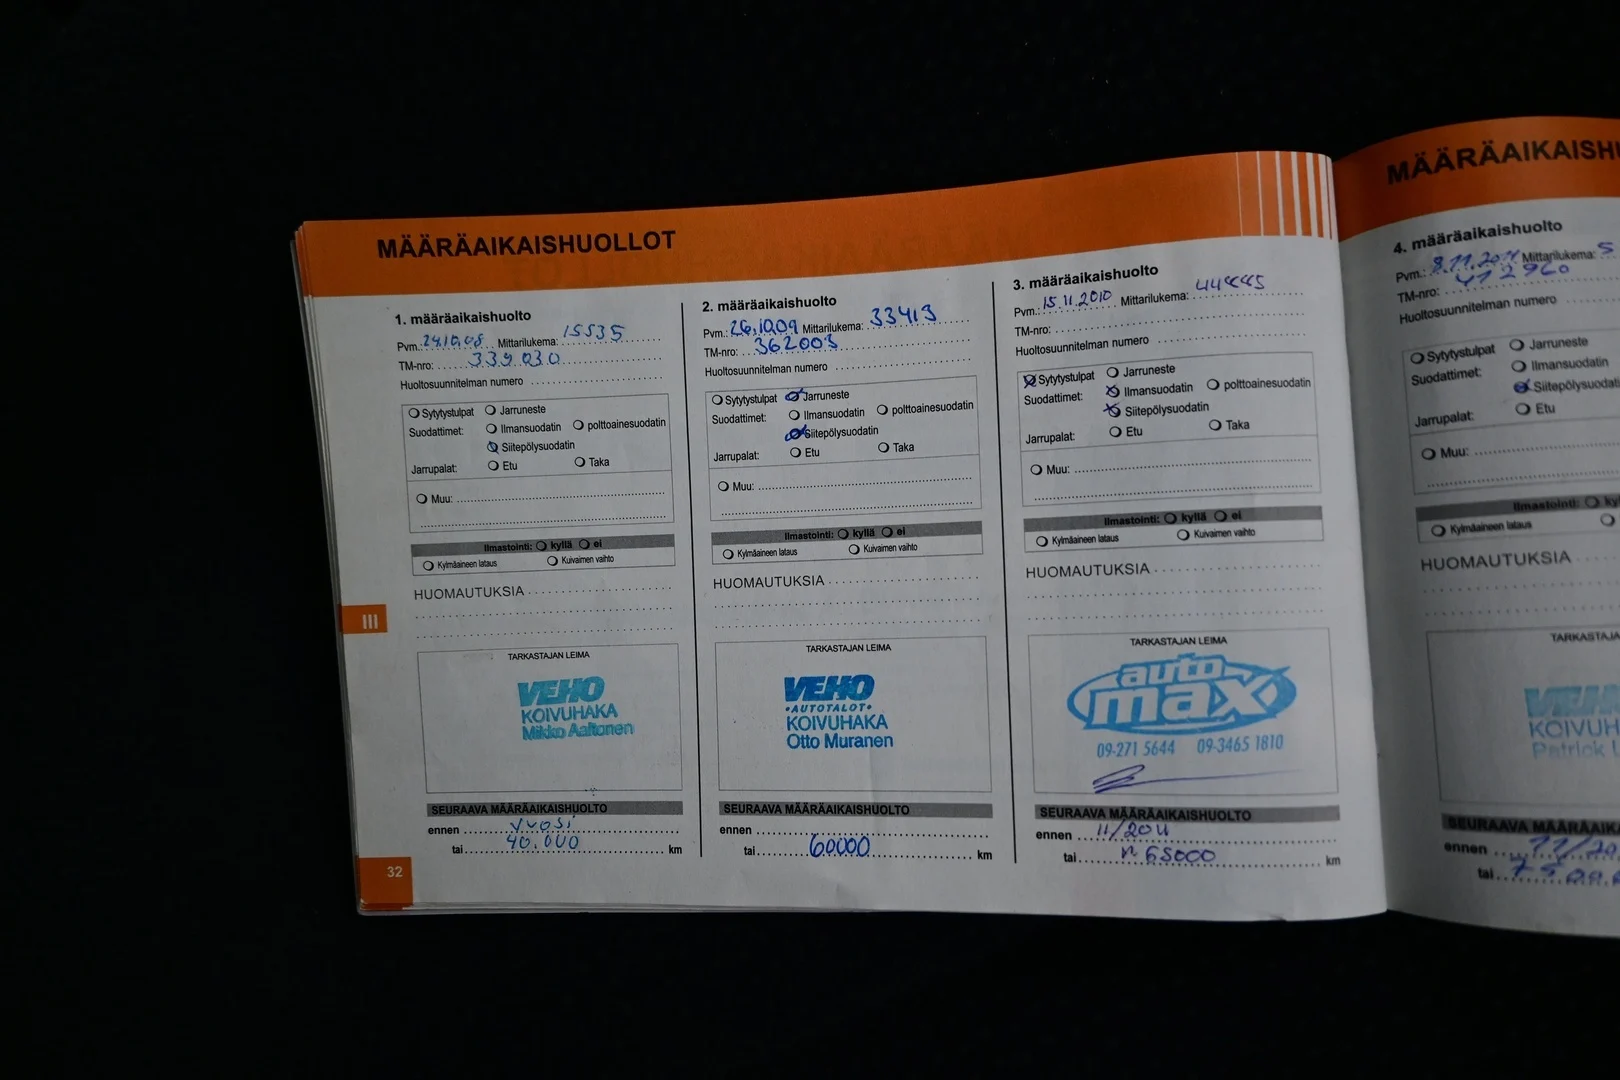 MÄÄRÄAIKAISHUOLLOT
1. määräaikaishuolto
Pvm.: 24.10.08 Mittarilukema: 15535
TM-nro: 339030
Huoltosuunnitelman numero
Sytytystulpat Jarruneste
Suodattimet: Ilmansuodatin polttoainesuodatin
Siitepölysuodatin
Jarrupalat: Etu Taka
Muu:
Ilmastointi: kyllä ei
Kylmäaineen lataus Kuivaimen vaihto
HUOMAUTUKSIA
TARKASTAJAN LEIMA
VEHO
KOIVUHAKA
Mikko Aaltonen
SEURAAVA MÄÄRÄAIKAISHUOLTO
ennen
tai 40.000 km
2. määräaikaishuolto
Pvm.: 26.10.09 Mittarilukema: 33413
TM-nro: 362003
Huoltosuunnitelman numero
Sytytystulpat Jarruneste
Suodattimet: Ilmansuodatin polttoainesuodatin
Siitepölysuodatin
Jarrupalat: Etu Taka
Muu:
Ilmastointi: kyllä ei
Kylmäaineen lataus Kuivaimen vaihto
HUOMAUTUKSIA
TARKASTAJAN LEIMA
VEHO
•AUTOTALOT•
KOIVUHAKA
Otto Muranen
SEURAAVA MÄÄRÄAIKAISHUOLTO
ennen
tai 60000 km
3. määräaikaishuolto
Pvm.: 15.11.2010 Mittarilukema:
TM-nro:
Huoltosuunnitelman numero
Sytytystulpat Jarruneste
Suodattimet: Ilmansuodatin polttoainesuodatin
Siitepölysuodatin
Jarrupalat: Etu Taka
Muu:
Ilmastointi: kyllä ei
Kylmäaineen lataus Kuivaimen vaihto
HUOMAUTUKSIA
TARKASTAJAN LEIMA
auto
max
09-271 5644 09-3465 1810
SEURAAVA MÄÄRÄAIKAISHUOLTO
ennen 11/2011
tai 65000 km
III
32
MÄÄRÄAIKAISHU
4. määräaikaishuolto
Pvm.: 8.11.2011 Mittarilukema: 5
TM-nro: 412960
Huoltosuunnitelman numero
Sytytystulpat Jarruneste
Suodattimet: Ilmansuodatin
Siitepölysuodati
Jarrupalat: Etu
Muu:
Ilmastointi: ky
Kylmäaineen lataus
HUOMAUTUKSIA
TARKASTAJA
KOIVUH
Patrick
SEURAAVA MÄÄRÄAIKA
ennen 11/20
tai